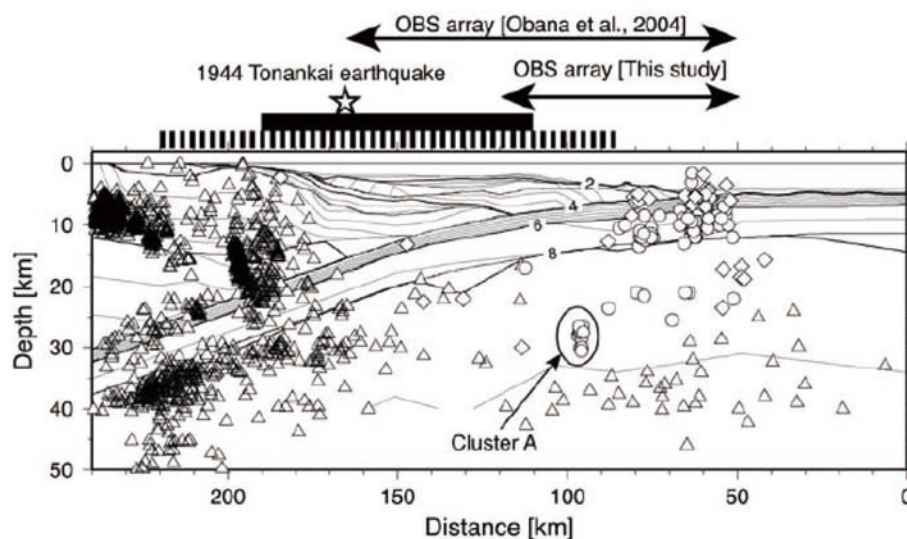 OBS array [Obana et al., 2004]
1944 Tonankai earthquake
OBS array [This study]
0
10
20
30
40
50
Depth [km]
2
4
6
8
Cluster A
200
150
100
50
0
Distance [km]